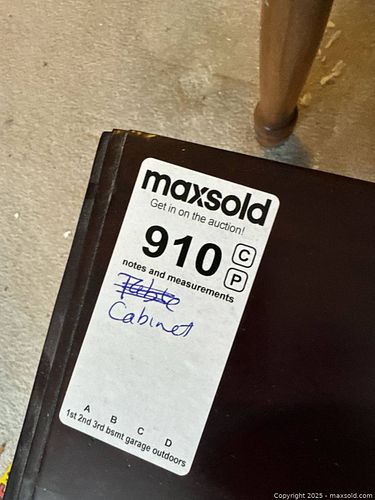 maxsold
Get in on the auction!
910 C
P
notes and measurements
Table
Cabinet
A B C D
1st 2nd 3rd bsmt garage outdoors
Copyright 2025 - maxsold.com